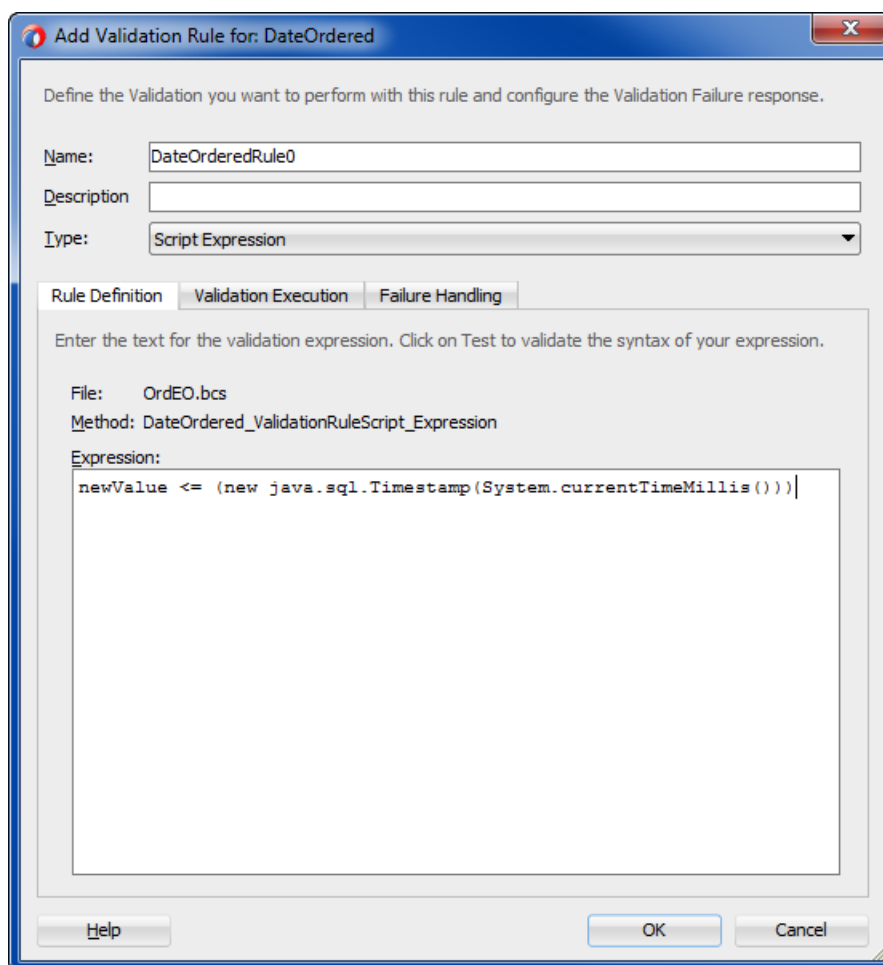 Add Validation Rule for: DateOrdered
Define the Validation you want to perform with this rule and configure the Validation Failure response.
Name: DateOrderedRule0
Description
Type: Script Expression
Rule Definition Validation Execution Failure Handling
Enter the text for the validation expression. Click on Test to validate the syntax of your expression.
File: OrdEO.bcs
Method: DateOrdered_ValidationRuleScript_Expression
Expression:
newValue <= (new java.sql.Timestamp(System.currentTimeMillis()))
Help OK Cancel